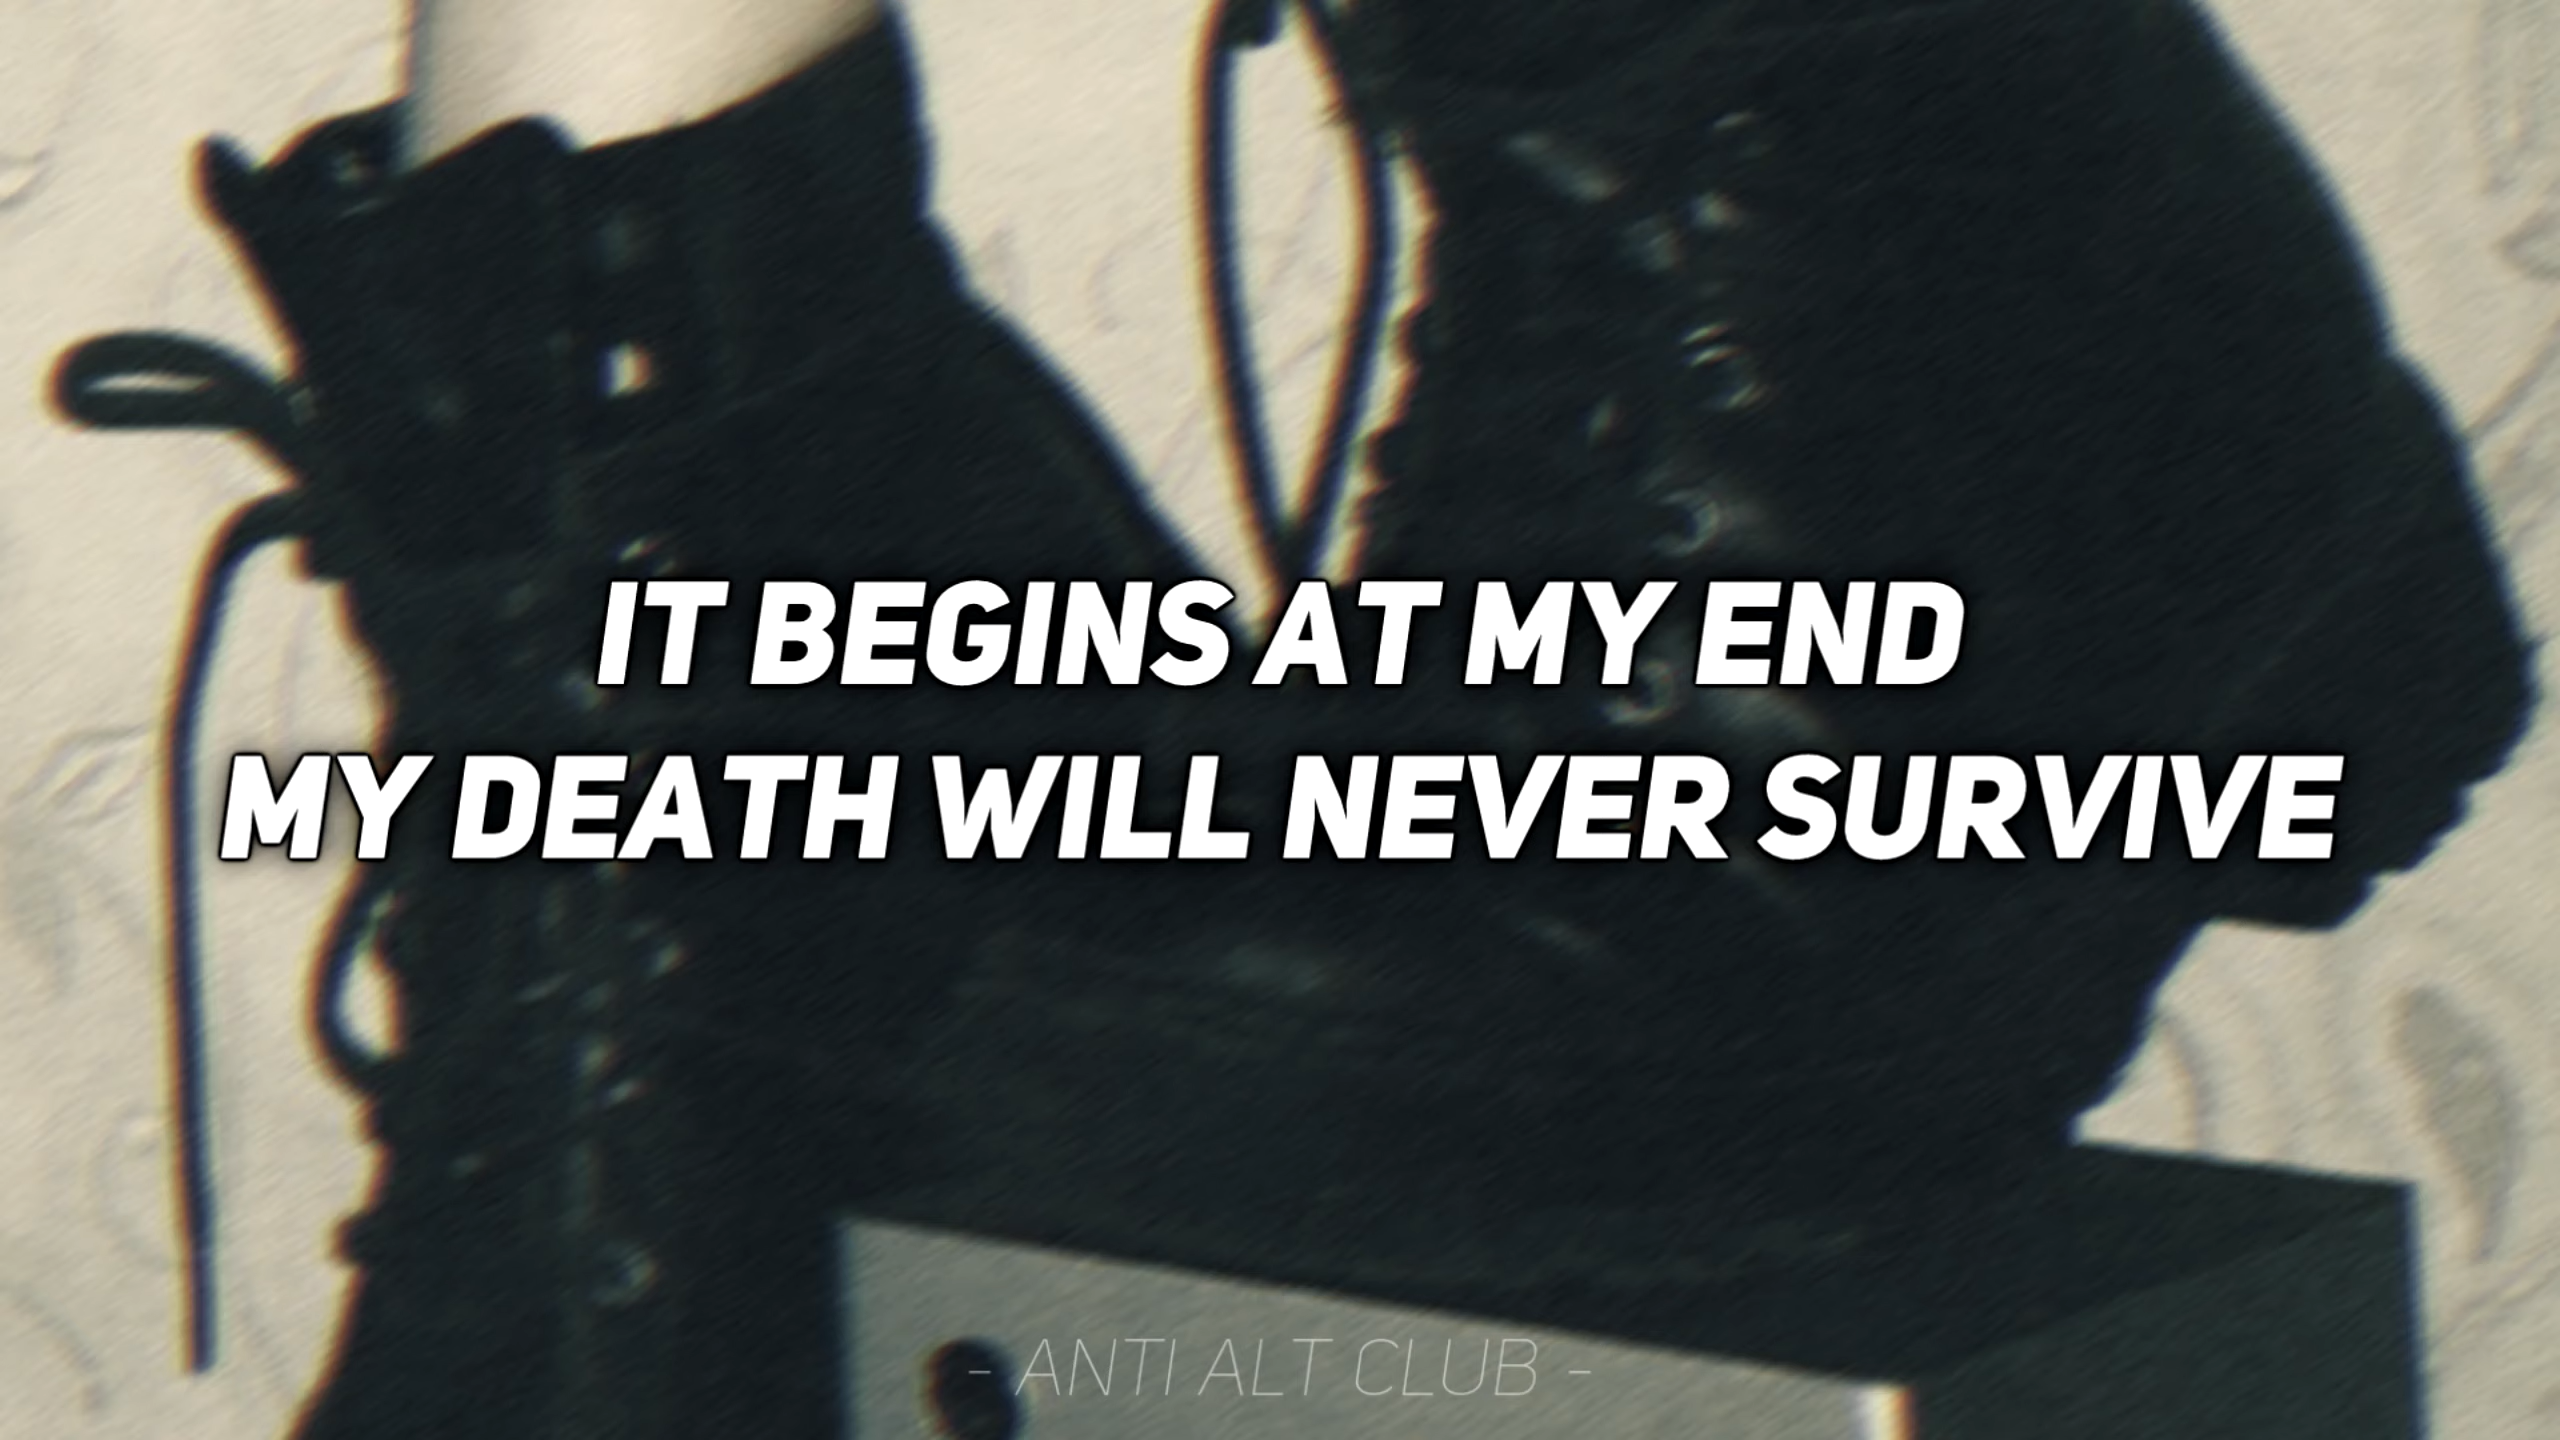 IT BEGINS AT MY END
MY DEATH WILL NEVER SURVIVE
- ANTI ALT CLUB -